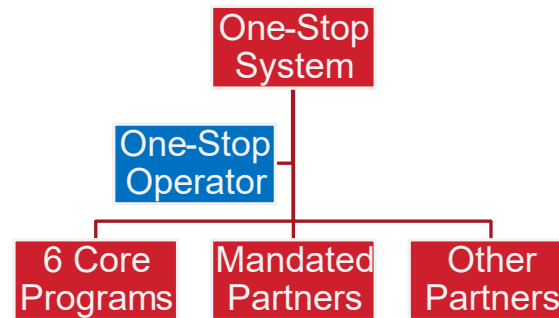 One-Stop
System
One-Stop
Operator
6 Core
Programs
Mandated
Partners
Other
Partners